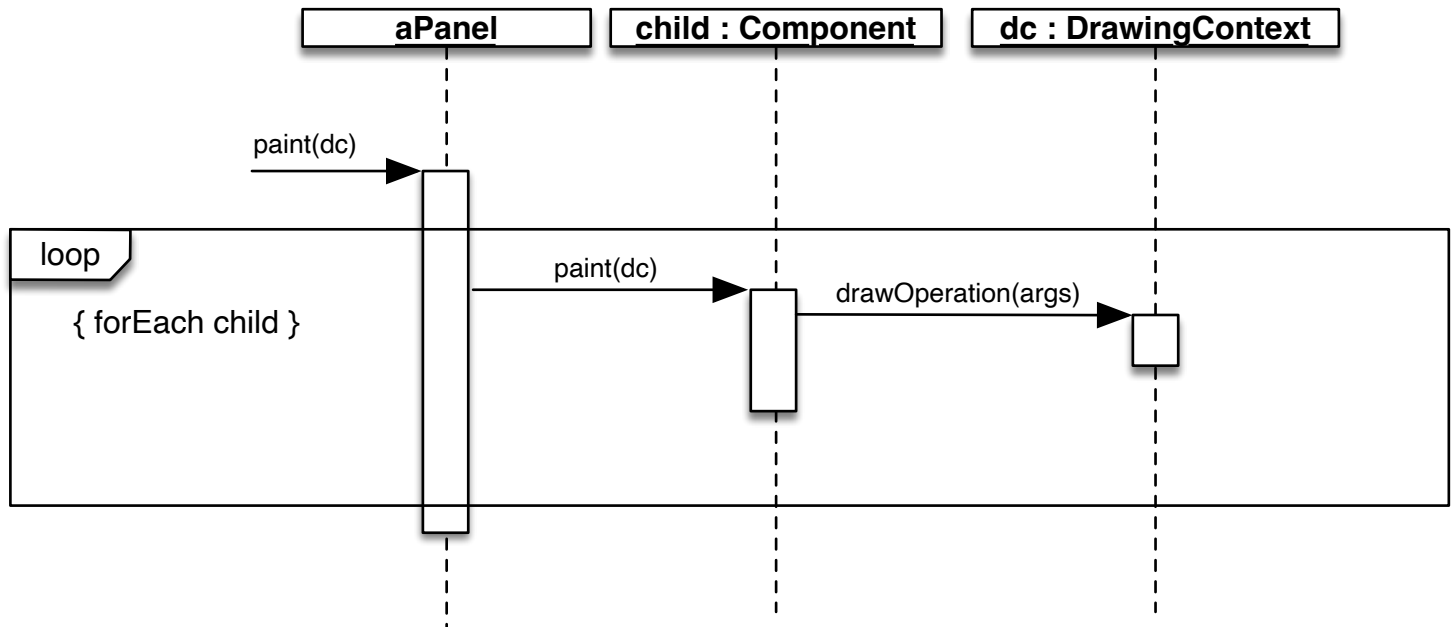 aPanel
child : Component
dc : DrawingContext
paint(dc)
loop
paint(dc)
drawOperation(args)
{ forEach child }